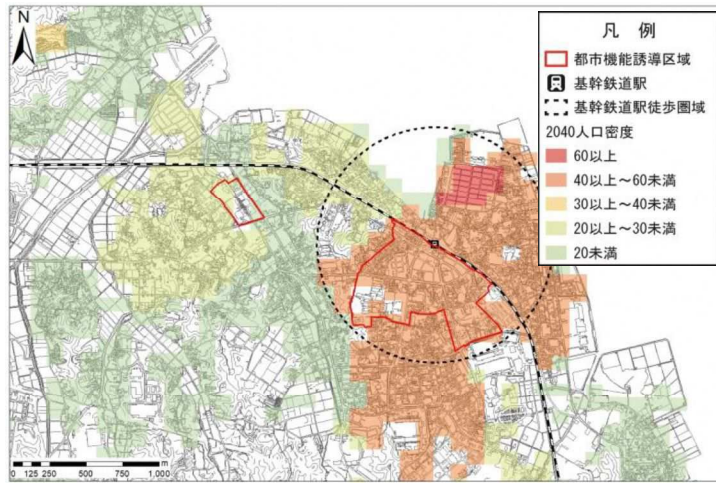 N
凡 例
都市機能誘導区域
基幹鉄道駅
基幹鉄道駅徒歩圏域
2040人口密度
60以上
40以上～60未満
30以上～40未満
20以上～30未満
20未満
0 125 250 500 750 1,000
m